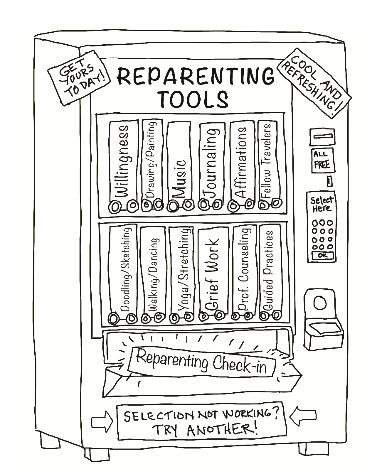 GET
YOURS
TODAY!
COOL AND
REFRESHING!
REPARENTING
TOOLS
Willingness
Drawing/Painting
Music
Journaling
Affirmations
Fellow Travelers
ALL
FREE
Select
Here
OK
Doodling/Sketching
Walking/Dancing
Yoga/Stretching
Grief Work
Prof. Counseling
Guided Practices
Reparenting Check-in
SELECTION NOT WORKING?
TRY ANOTHER!